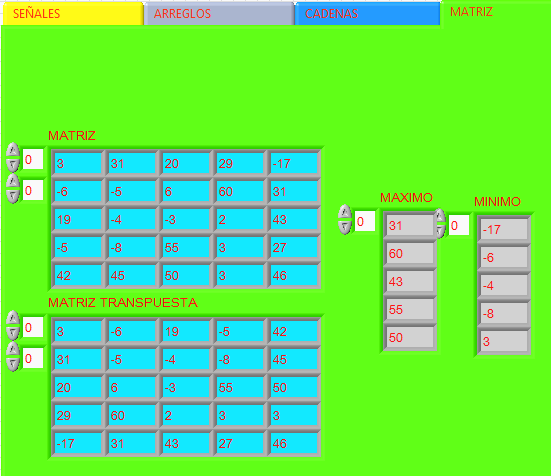 SEÑALES ARREGLOS CADENAS MATRIZ
MATRIZ
0 3 31 20 29 -17
0 -6 -5 6 60 31
19 -4 -3 2 43
-5 -8 55 3 27
42 45 50 3 46
MAXIMO
0 31
60
43
55
50
MINIMO
0 -17
-6
-4
-8
3
MATRIZ TRANSPUESTA
0 3 -6 19 -5 42
0 31 -5 -4 -8 45
20 6 -3 55 50
29 60 2 3 3
-17 31 43 27 46